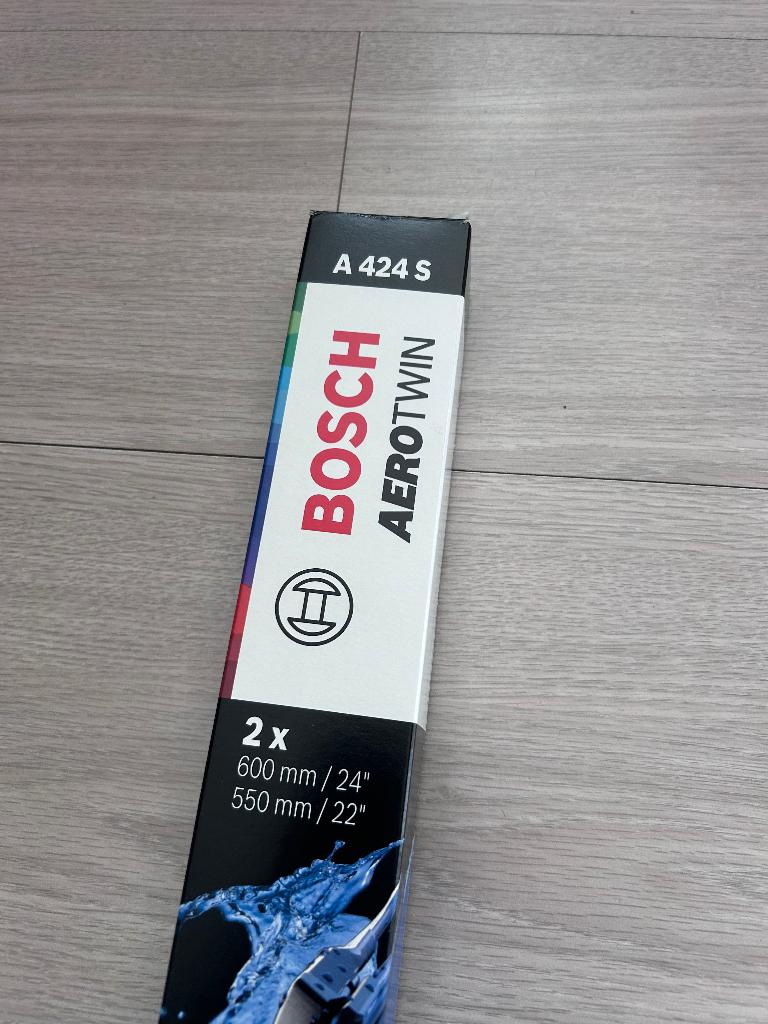 A 424 S
BOSCH
AEROTWIN
2 x
600 mm / 24"
550 mm / 22"